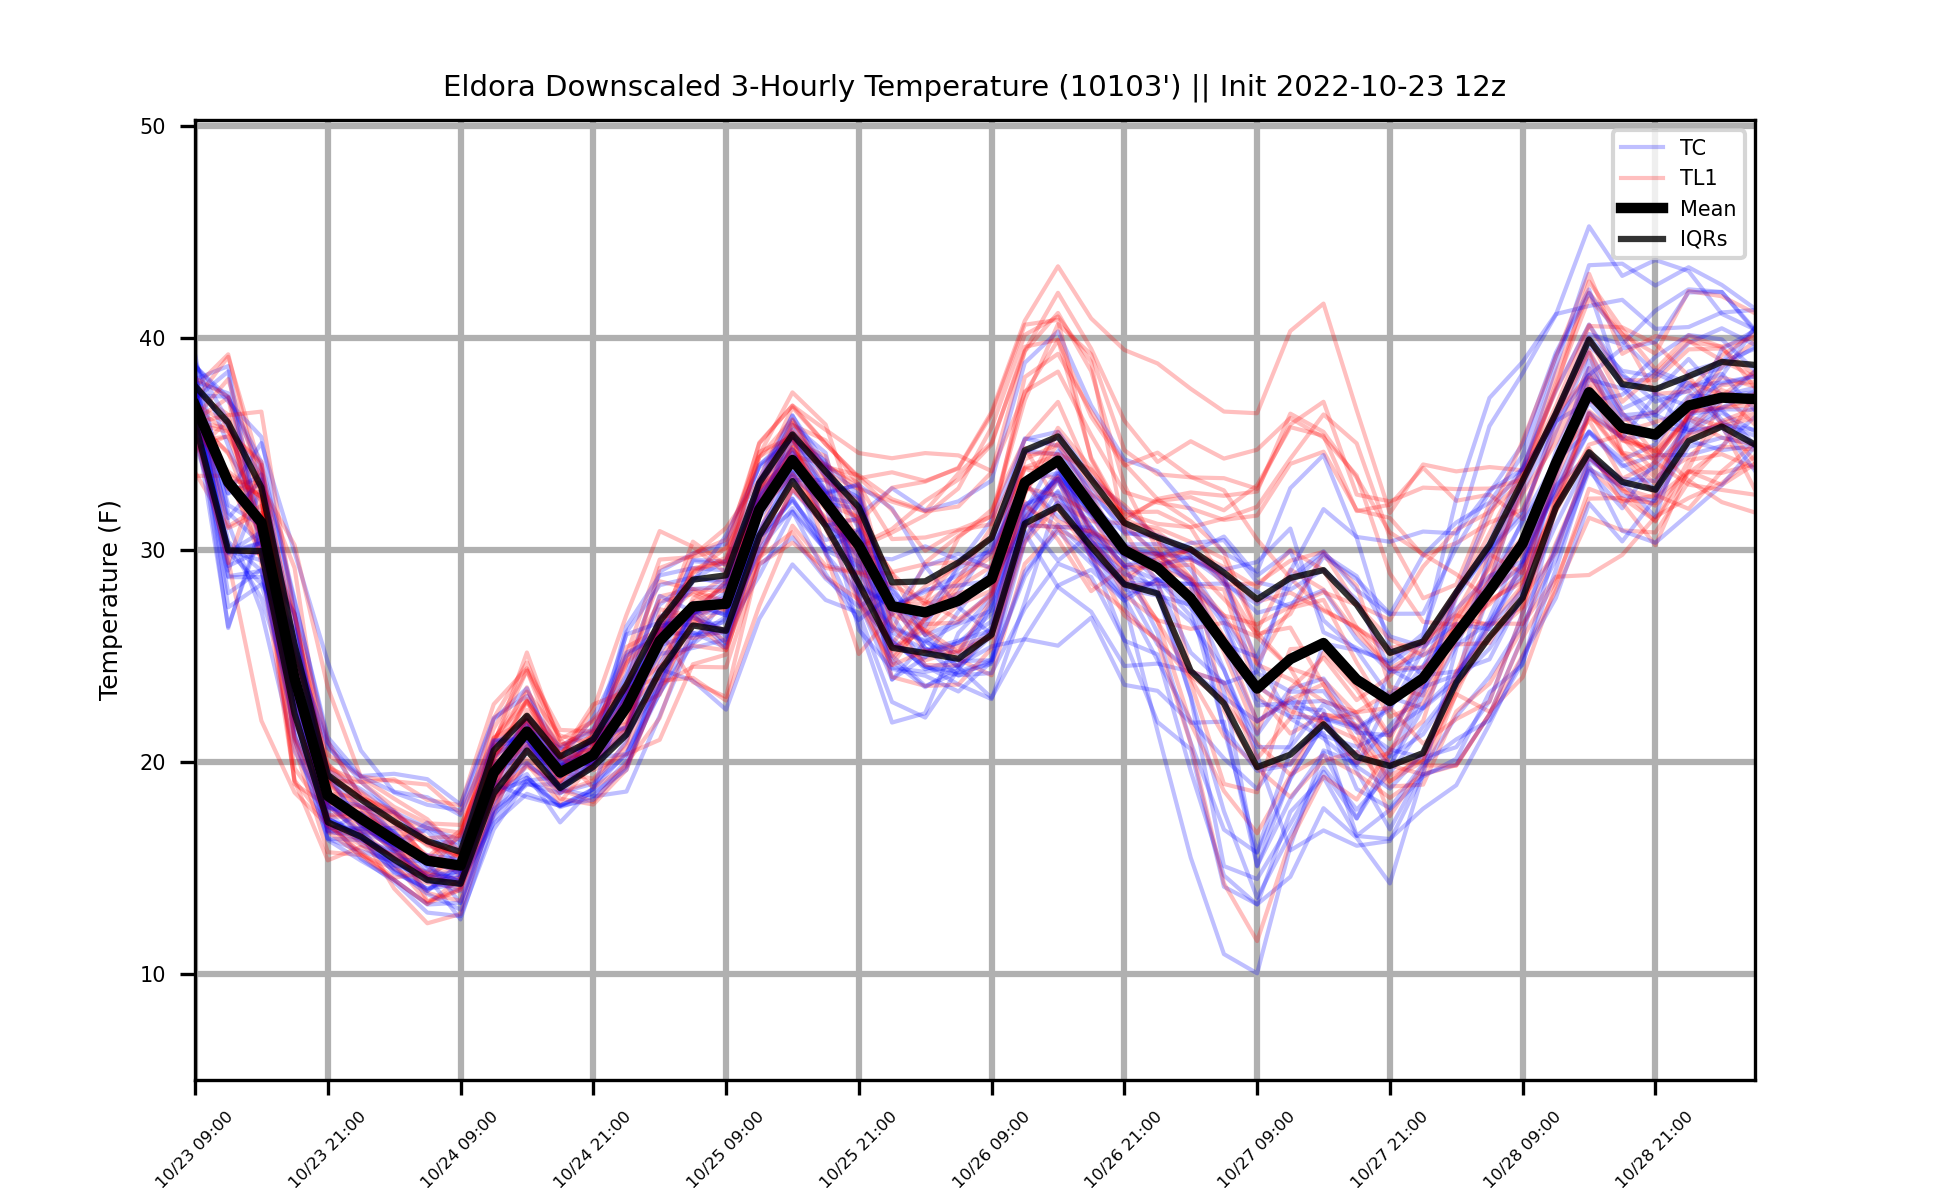 Eldora Downscaled 3-Hourly Temperature (10103') || Init 2022-10-23 12z
TC
TL1
Mean
IQRs
Temperature (F)
50
40
30
20
10
10/23 09:00
10/23 21:00
10/24 09:00
10/24 21:00
10/25 09:00
10/25 21:00
10/26 09:00
10/26 21:00
10/27 09:00
10/27 21:00
10/28 09:00
10/28 21:00